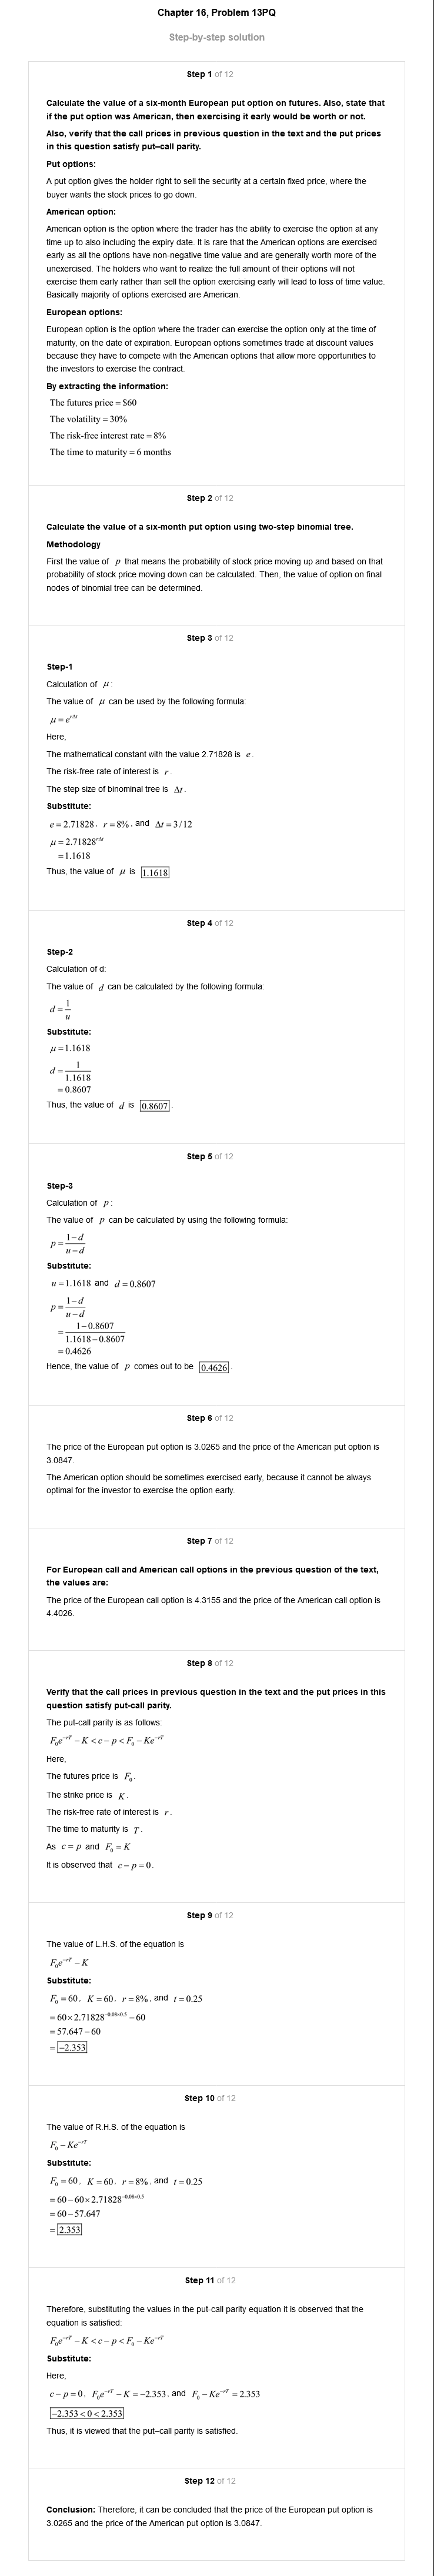 Chapter 16, Problem 13PQ
Step-by-step solution
Step 1 of 12
Calculate the value of a six-month European put option on futures. Also, state that
if the put option was American, then exercising it early would be worth or not.
Also, verify that the call prices in previous question in the text and the put prices
in this question satisfy put–call parity.
Put options:
A put option gives the holder right to sell the security at a certain fixed price, where the
buyer wants the stock prices to go down.
American option:
American option is the option where the trader has the ability to exercise the option at any
time up to also including the expiry date. It is rare that the American options are exercised
early as all the options have non-negative time value and are generally worth more of the
unexercised. The holders who want to realize the full amount of their options will not
exercise them early rather than sell the option exercising early will lead to loss of time value.
Basically majority of options exercised are American.
European options:
European option is the option where the trader can exercise the option only at the time of
maturity, on the date of expiration. European options sometimes trade at discount values
because they have to compete with the American options that allow more opportunities to
the investors to exercise the contract.
By extracting the information:
The futures price = $60
The volatility = 30%
The risk-free interest rate = 8%
The time to maturity = 6 months
Step 2 of 12
Calculate the value of a six-month put option using two-step binomial tree.
Methodology
First the value of p that means the probability of stock price moving up and based on that
probability of stock price moving down can be calculated. Then, the value of option on final
nodes of binomial tree can be determined.
Step 3 of 12
Step-1
Calculation of μ:
The value of μ can be used by the following formula:
μ = e^{rΔt}
Here,
The mathematical constant with the value 2.71828 is e.
The risk-free rate of interest is r.
The step size of binominal tree is Δt.
Substitute:
e = 2.71828, r = 8%, and Δt = 3/12
μ = 2.71828^{rΔt}
= 1.1618
Thus, the value of μ is 1.1618
Step 4 of 12
Step-2
Calculation of d:
The value of d can be calculated by the following formula:
d = 1/u
Substitute:
μ = 1.1618
d = 1/1.1618
= 0.8607
Thus, the value of d is 0.8607.
Step 5 of 12
Step-3
Calculation of p:
The value of p can be calculated by using the following formula:
p = (1−d)/(u−d)
Substitute:
u = 1.1618 and d = 0.8607
p = (1−d)/(u−d)
= (1−0.8607)/(1.1618−0.8607)
= 0.4626
Hence, the value of p comes out to be 0.4626.
Step 6 of 12
The price of the European put option is 3.0265 and the price of the American put option is
3.0847.
The American option should be sometimes exercised early, because it cannot be always
optimal for the investor to exercise the option early.
Step 7 of 12
For European call and American call options in the previous question of the text,
the values are:
The price of the European call option is 4.3155 and the price of the American call option is
4.4026.
Step 8 of 12
Verify that the call prices in previous question in the text and the put prices in this
question satisfy put-call parity.
The put-call parity is as follows:
F₀e^{−rT} − K < c − p < F₀ − Ke^{−rT}
Here,
The futures price is F₀.
The strike price is K.
The risk-free rate of interest is r.
The time to maturity is T.
As c = p and F₀ = K
It is observed that c − p = 0.
Step 9 of 12
The value of L.H.S. of the equation is
F₀e^{−rT} − K
Substitute:
F₀ = 60, K = 60, r = 8%, and t = 0.25
= 60×2.71828^{−0.08×0.5} − 60
= 57.647 − 60
= −2.353
Step 10 of 12
The value of R.H.S. of the equation is
F₀ − Ke^{−rT}
Substitute:
F₀ = 60, K = 60, r = 8%, and t = 0.25
= 60 − 60×2.71828^{−0.08×0.5}
= 60 − 57.647
= 2.353
Step 11 of 12
Therefore, substituting the values in the put-call parity equation it is observed that the
equation is satisfied:
F₀e^{−rT} − K < c − p < F₀ − Ke^{−rT}
Substitute:
Here,
c − p = 0, F₀e^{−rT} − K = −2.353, and F₀ − Ke^{−rT} = 2.353
−2.353 < 0 < 2.353
Thus, it is viewed that the put–call parity is satisfied.
Step 12 of 12
Conclusion: Therefore, it can be concluded that the price of the European put option is
3.0265 and the price of the American put option is 3.0847.